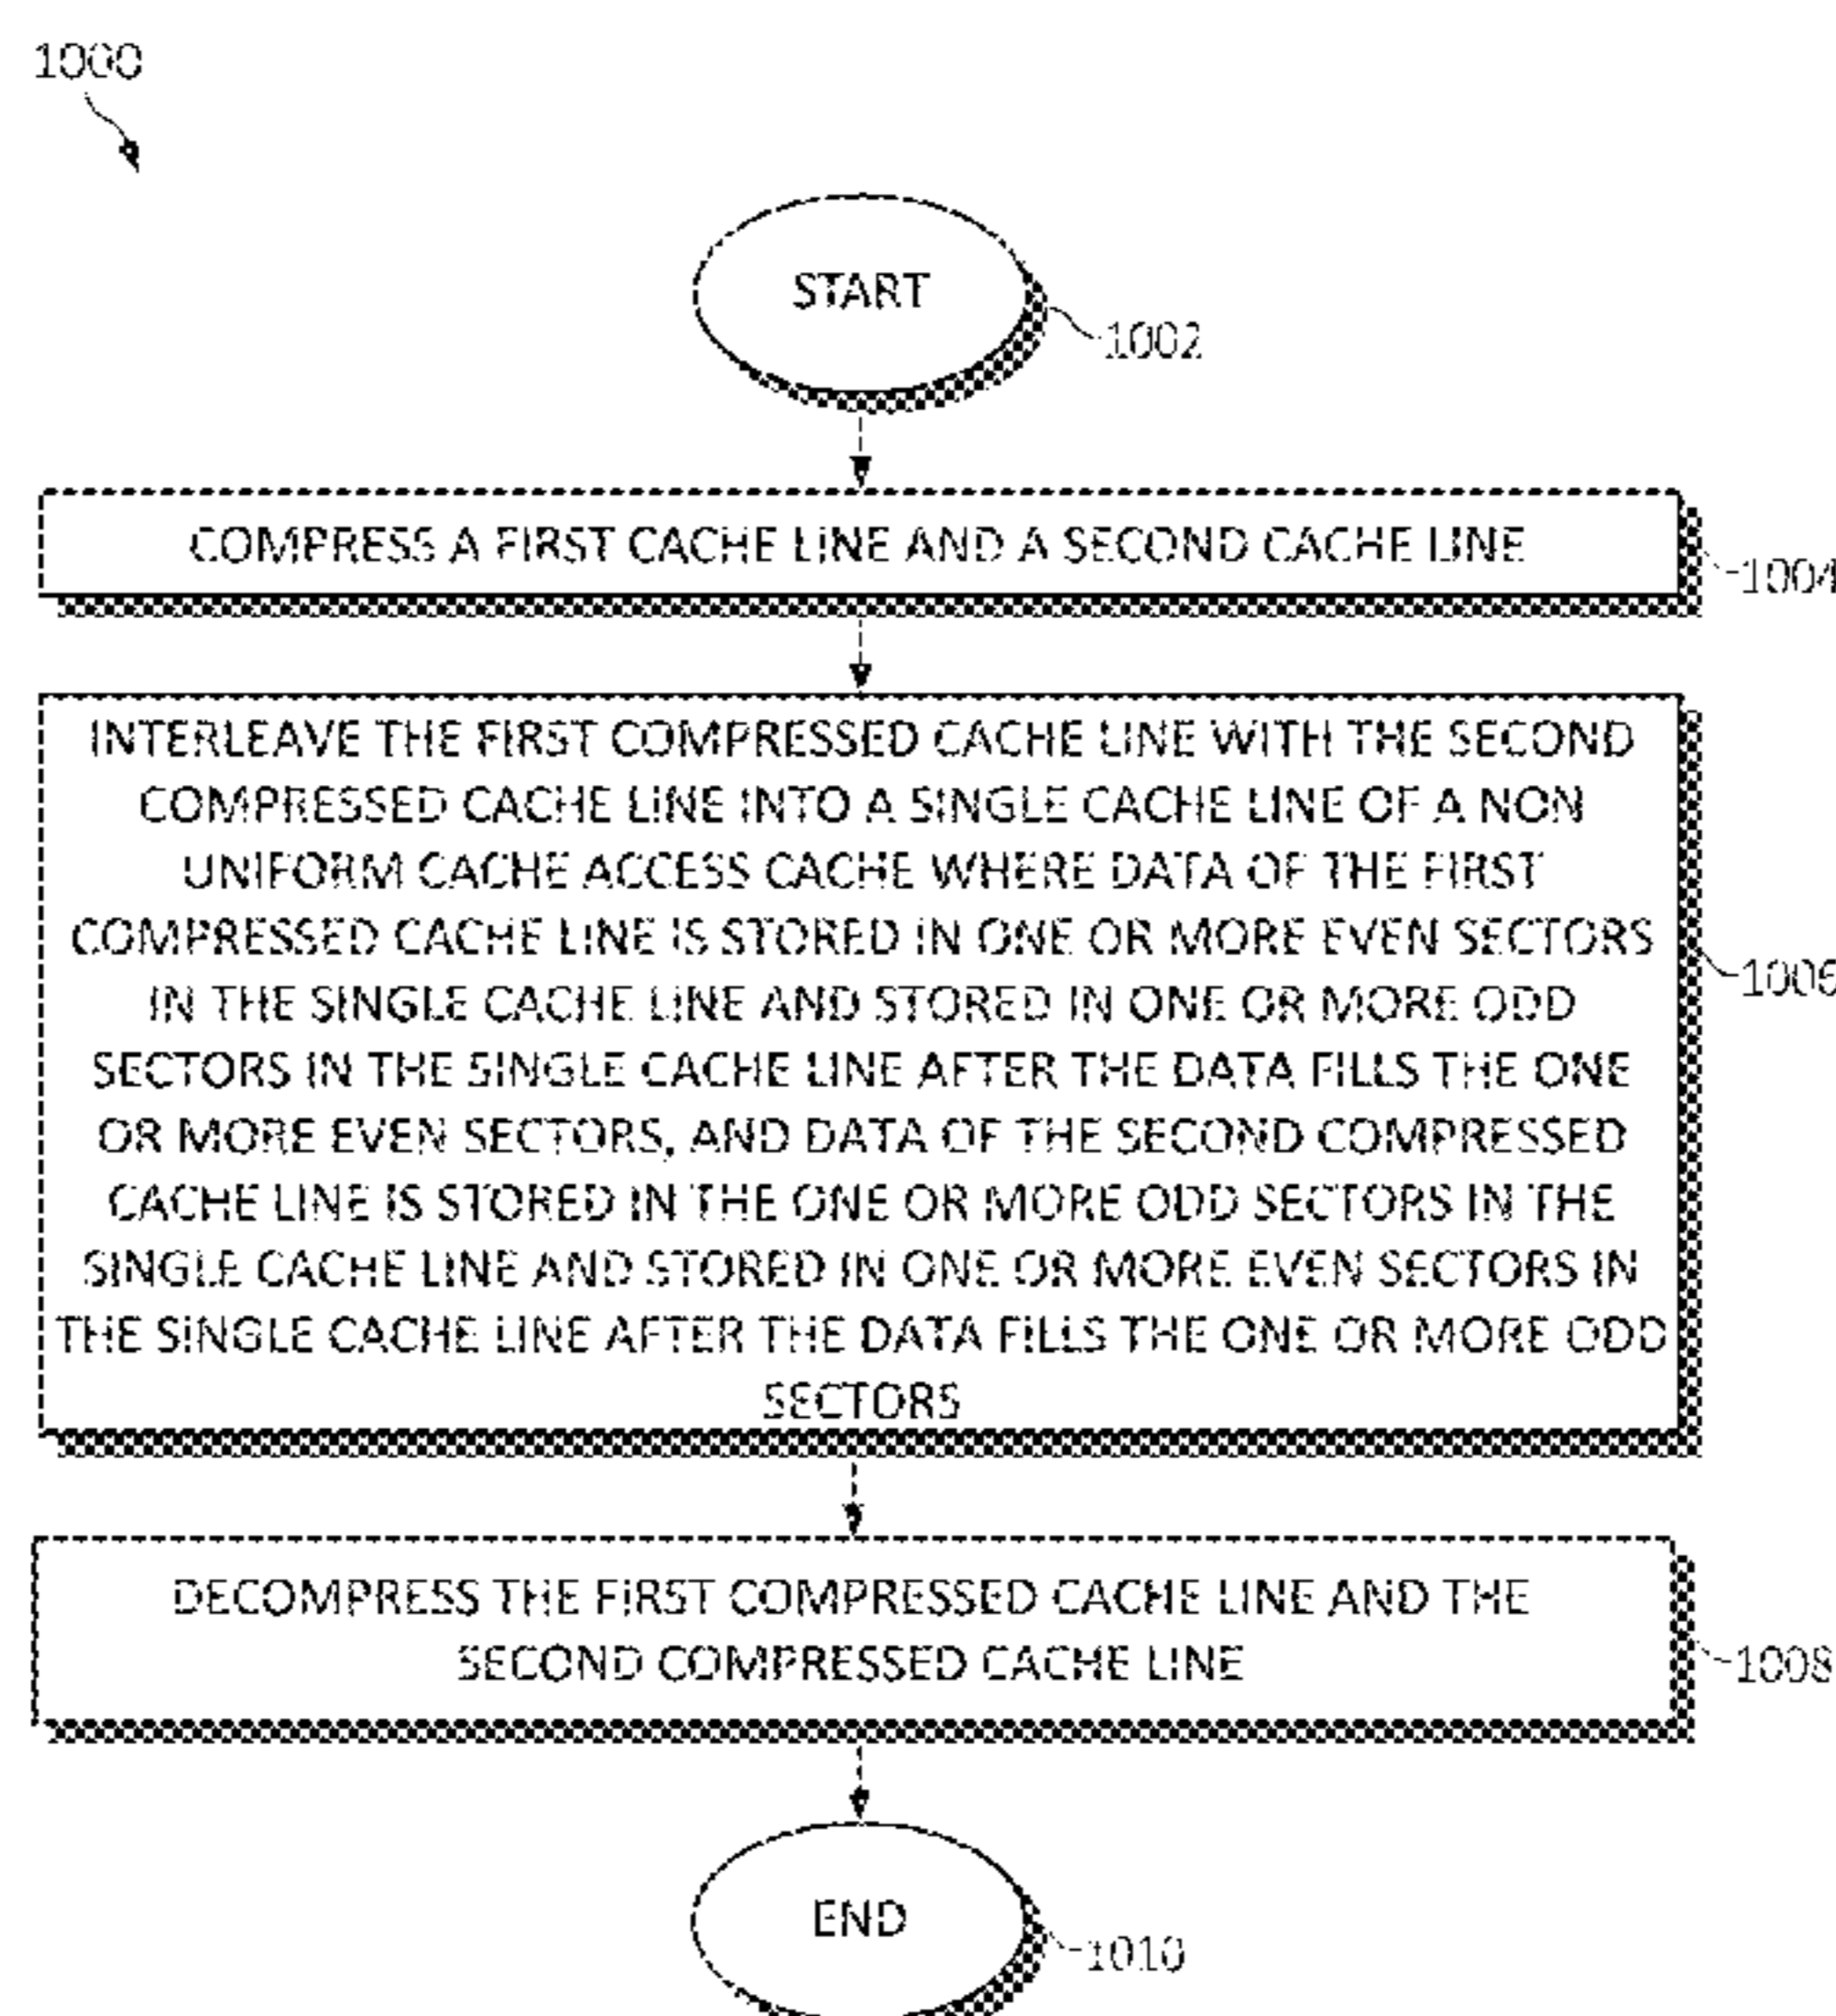 1000
START
1002
COMPRESS A FIRST CACHE LINE AND A SECOND CACHE LINE
1004
INTERLEAVE THE FIRST COMPRESSED CACHE LINE WITH THE SECOND
COMPRESSED CACHE LINE INTO A SINGLE CACHE LINE OF A NON
UNIFORM CACHE ACCESS CACHE WHERE DATA OF THE FIRST
COMPRESSED CACHE LINE IS STORED IN ONE OR MORE EVEN SECTORS
IN THE SINGLE CACHE LINE AND STORED IN ONE OR MORE ODD
SECTORS IN THE SINGLE CACHE LINE AFTER THE DATA FILLS THE ONE
OR MORE EVEN SECTORS, AND DATA OF THE SECOND COMPRESSED
CACHE LINE IS STORED IN THE ONE OR MORE ODD SECTORS IN THE
SINGLE CACHE LINE AND STORED IN ONE OR MORE EVEN SECTORS IN
THE SINGLE CACHE LINE AFTER THE DATA FILLS THE ONE OR MORE ODD
SECTORS
1006
DECOMPRESS THE FIRST COMPRESSED CACHE LINE AND THE
SECOND COMPRESSED CACHE LINE
1008
END
1010